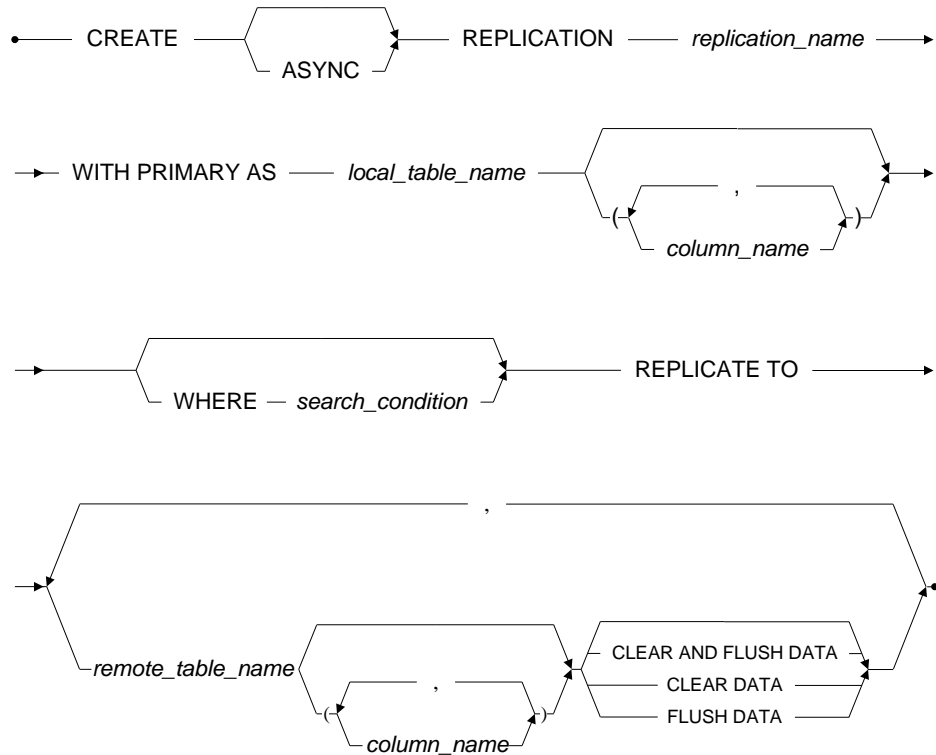 CREATE REPLICATION replication_name
ASYNC
WITH PRIMARY AS local_table_name
( , )
column_name
REPLICATE TO
WHERE search_condition
,
CLEAR AND FLUSH DATA
remote_table_name
CLEAR DATA
( , )
FLUSH DATA
column_name